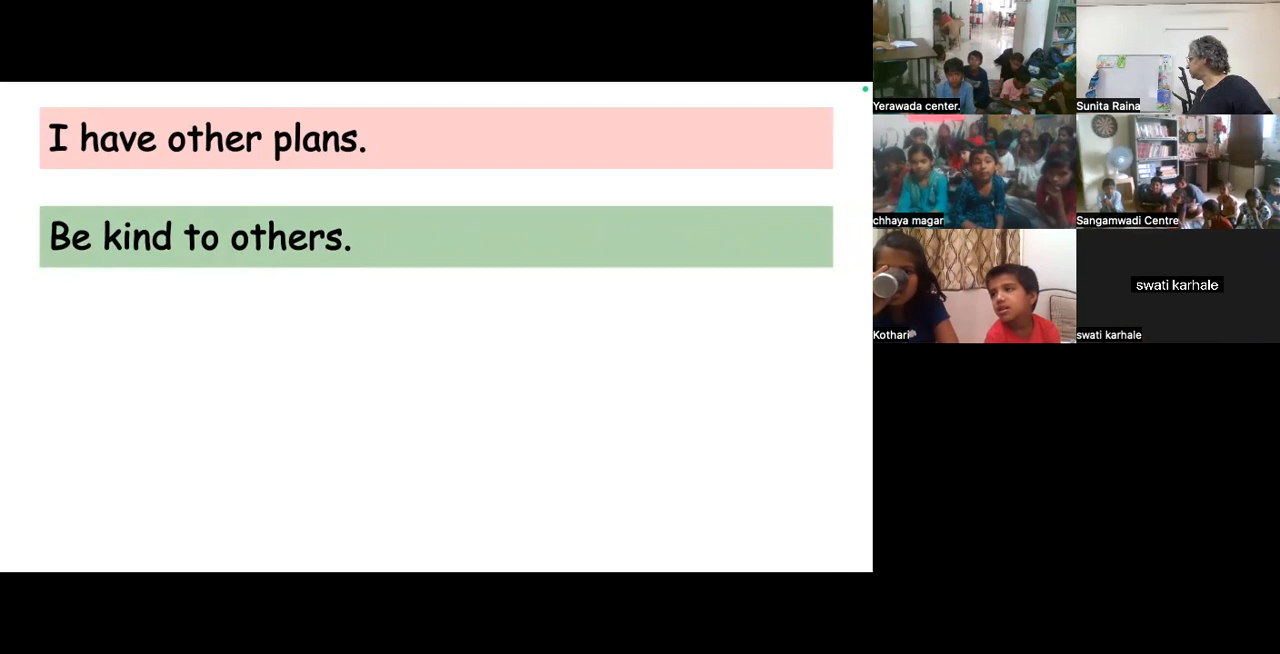 I have other plans.
Be kind to others.
Yerawada center.
Sunita Raina
chhaya magar
Sangamwadi Centre
Kothari
swati karhale
swati karhale